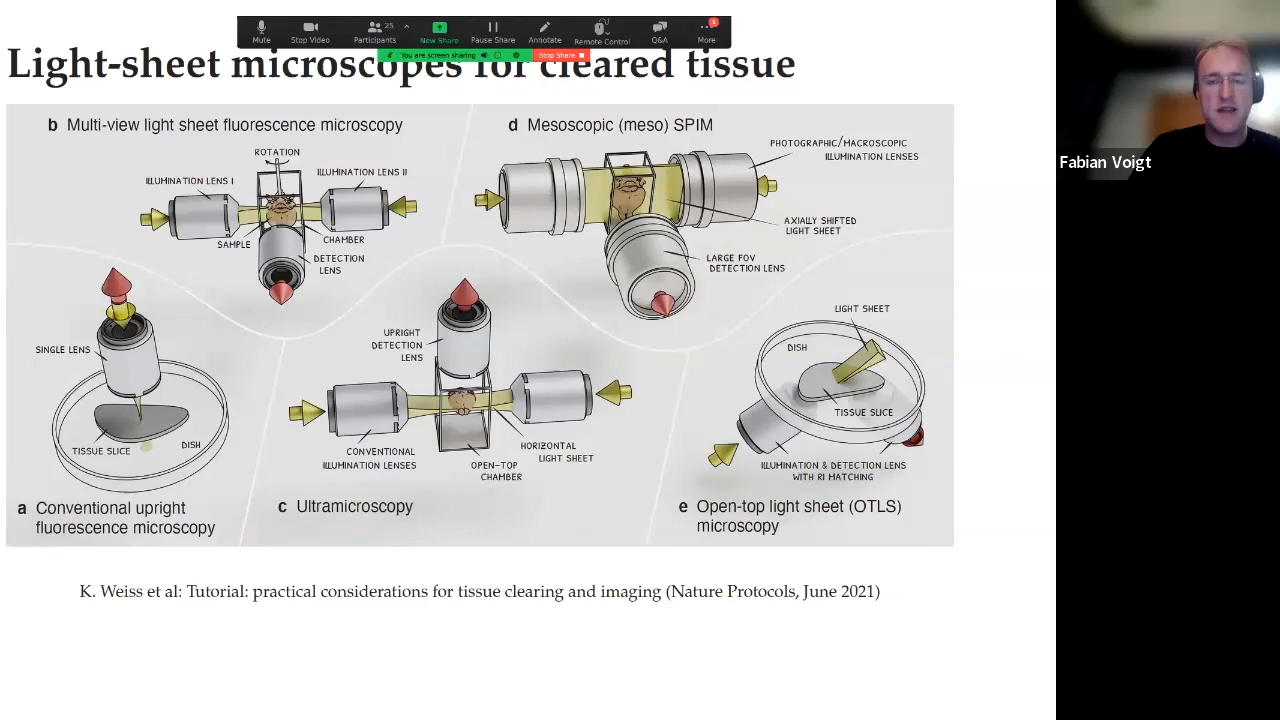 Mute
Stop Video
25
Participants
New Share
Pause Share
Annotate
Remote Control
Q&A
1
More
You are screen sharing
Stop Share
Light-sheet microscopes for cleared tissue
Fabian Voigt
b Multi-view light sheet fluorescence microscopy
ROTATION
ILLUMINATION LENS I
ILLUMINATION LENS II
SAMPLE
CHAMBER
DETECTION
LENS
d Mesoscopic (meso) SPIM
PHOTOGRAPHIC/MACROSCOPIC
ILLUMINATION LENSES
AXIALLY SHIFTED
LIGHT SHEET
LARGE FOV
DETECTION LENS
SINGLE LENS
TISSUE SLICE
DISH
a Conventional upright
fluorescence microscopy
UPRIGHT
DETECTION
LENS
CONVENTIONAL
ILLUMINATION LENSES
HORIZONTAL
LIGHT SHEET
OPEN-TOP
CHAMBER
c Ultramicroscopy
LIGHT SHEET
DISH
TISSUE SLICE
ILLUMINATION & DETECTION LENS
WITH RI MATCHING
e Open-top light sheet (OTLS)
microscopy
K. Weiss et al: Tutorial: practical considerations for tissue clearing and imaging (Nature Protocols, June 2021)